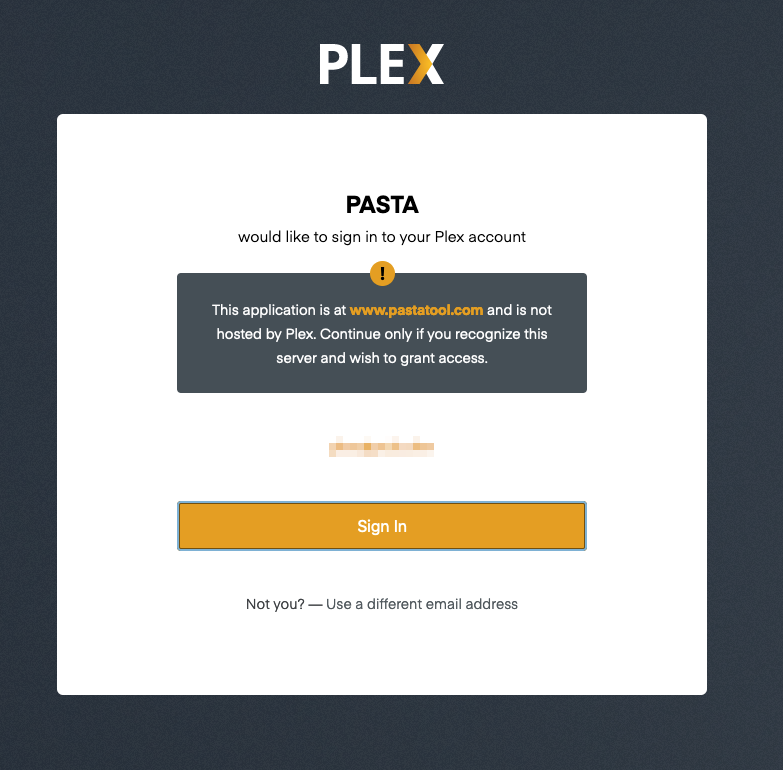 PLEX
PASTA
would like to sign in to your Plex account
!
This application is at www.pastatool.com and is not
hosted by Plex. Continue only if you recognize this
server and wish to grant access.
Sign In
Not you? — Use a different email address